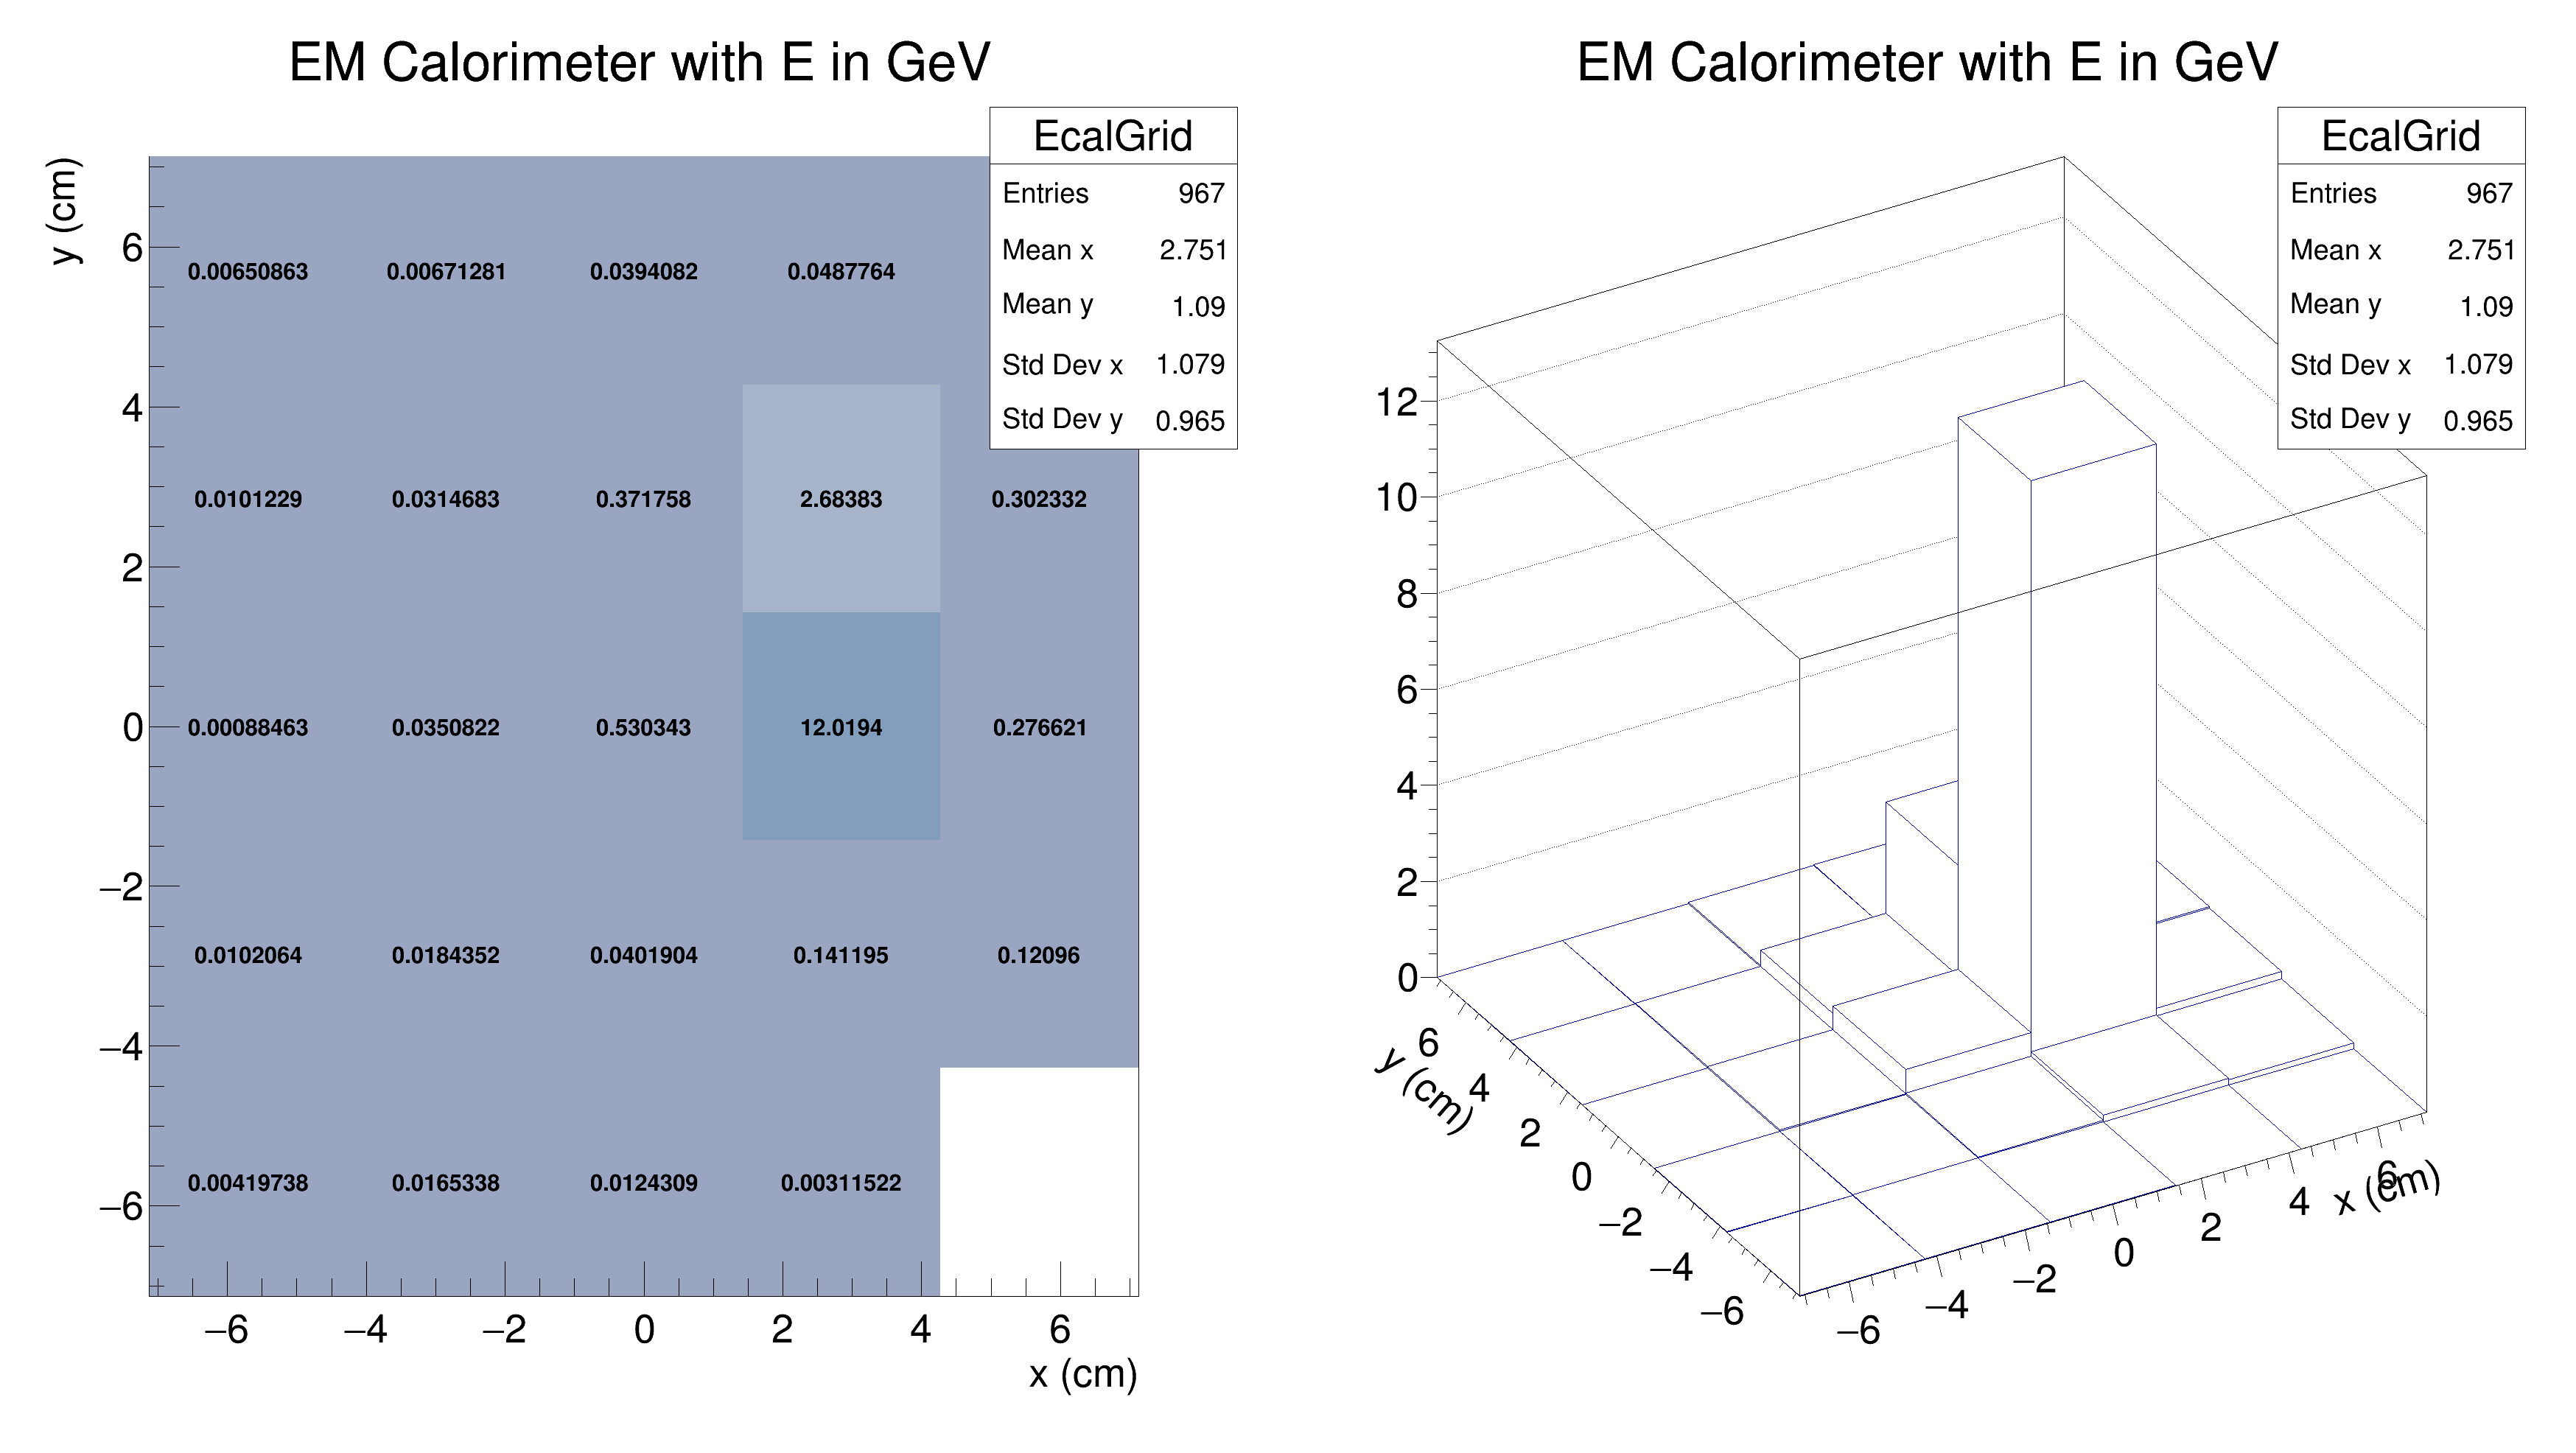 EM Calorimeter with E in GeV
EcalGrid
Entries 967
Mean x 2.751
Mean y 1.09
Std Dev x 1.079
Std Dev y 0.965
y (cm)
6
4
2
0
−2
−4
−6
0.00650863 0.00671281 0.0394082 0.0487764
0.0101229 0.0314683 0.371758 2.68383 0.302332
0.00088463 0.0350822 0.530343 12.0194 0.276621
0.0102064 0.0184352 0.0401904 0.141195 0.12096
0.00419738 0.0165338 0.0124309 0.00311522
−6 −4 −2 0 2 4 6
x (cm)
EM Calorimeter with E in GeV
EcalGrid
Entries 967
Mean x 2.751
Mean y 1.09
Std Dev x 1.079
Std Dev y 0.965
12
10
8
6
4
2
0
y (cm)
6
4
2
0
−2
−4
−6
−6
−4
−2
0
2
4
6
x (cm)